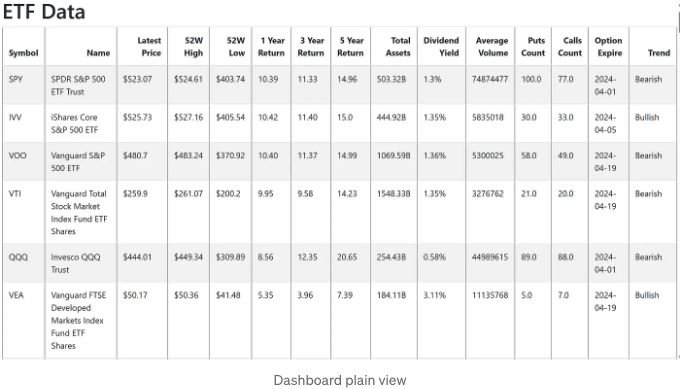 ETF Data
Symbol Name Latest Price 52W High 52W Low 1 Year Return 3 Year Return 5 Year Return Total Assets Dividend Yield Average Volume Puts Count Calls Count Option Expire Trend
SPY SPDR S&P 500 ETF Trust $523.07 $524.61 $403.74 10.39 11.33 14.96 503.32B 1.3% 74874477 100.0 77.0 2024-04-01 Bearish
IVV iShares Core S&P 500 ETF $525.73 $527.16 $405.54 10.42 11.40 15.0 444.92B 1.35% 5835018 30.0 33.0 2024-04-05 Bullish
VOO Vanguard S&P 500 ETF $480.7 $483.24 $370.92 10.40 11.37 14.99 1069.59B 1.36% 5300025 58.0 49.0 2024-04-19 Bearish
VTI Vanguard Total Stock Market Index Fund ETF Shares $259.9 $261.07 $200.2 9.95 9.58 14.23 1548.33B 1.35% 3276762 21.0 20.0 2024-04-19 Bearish
QQQ Invesco QQQ Trust $444.01 $449.34 $309.89 8.56 12.35 20.65 254.43B 0.58% 44989615 89.0 88.0 2024-04-01 Bearish
VEA Vanguard FTSE Developed Markets Index Fund ETF Shares $50.17 $50.36 $41.48 5.35 3.96 7.39 184.11B 3.11% 11135768 5.0 7.0 2024-04-19 Bullish
Dashboard plain view